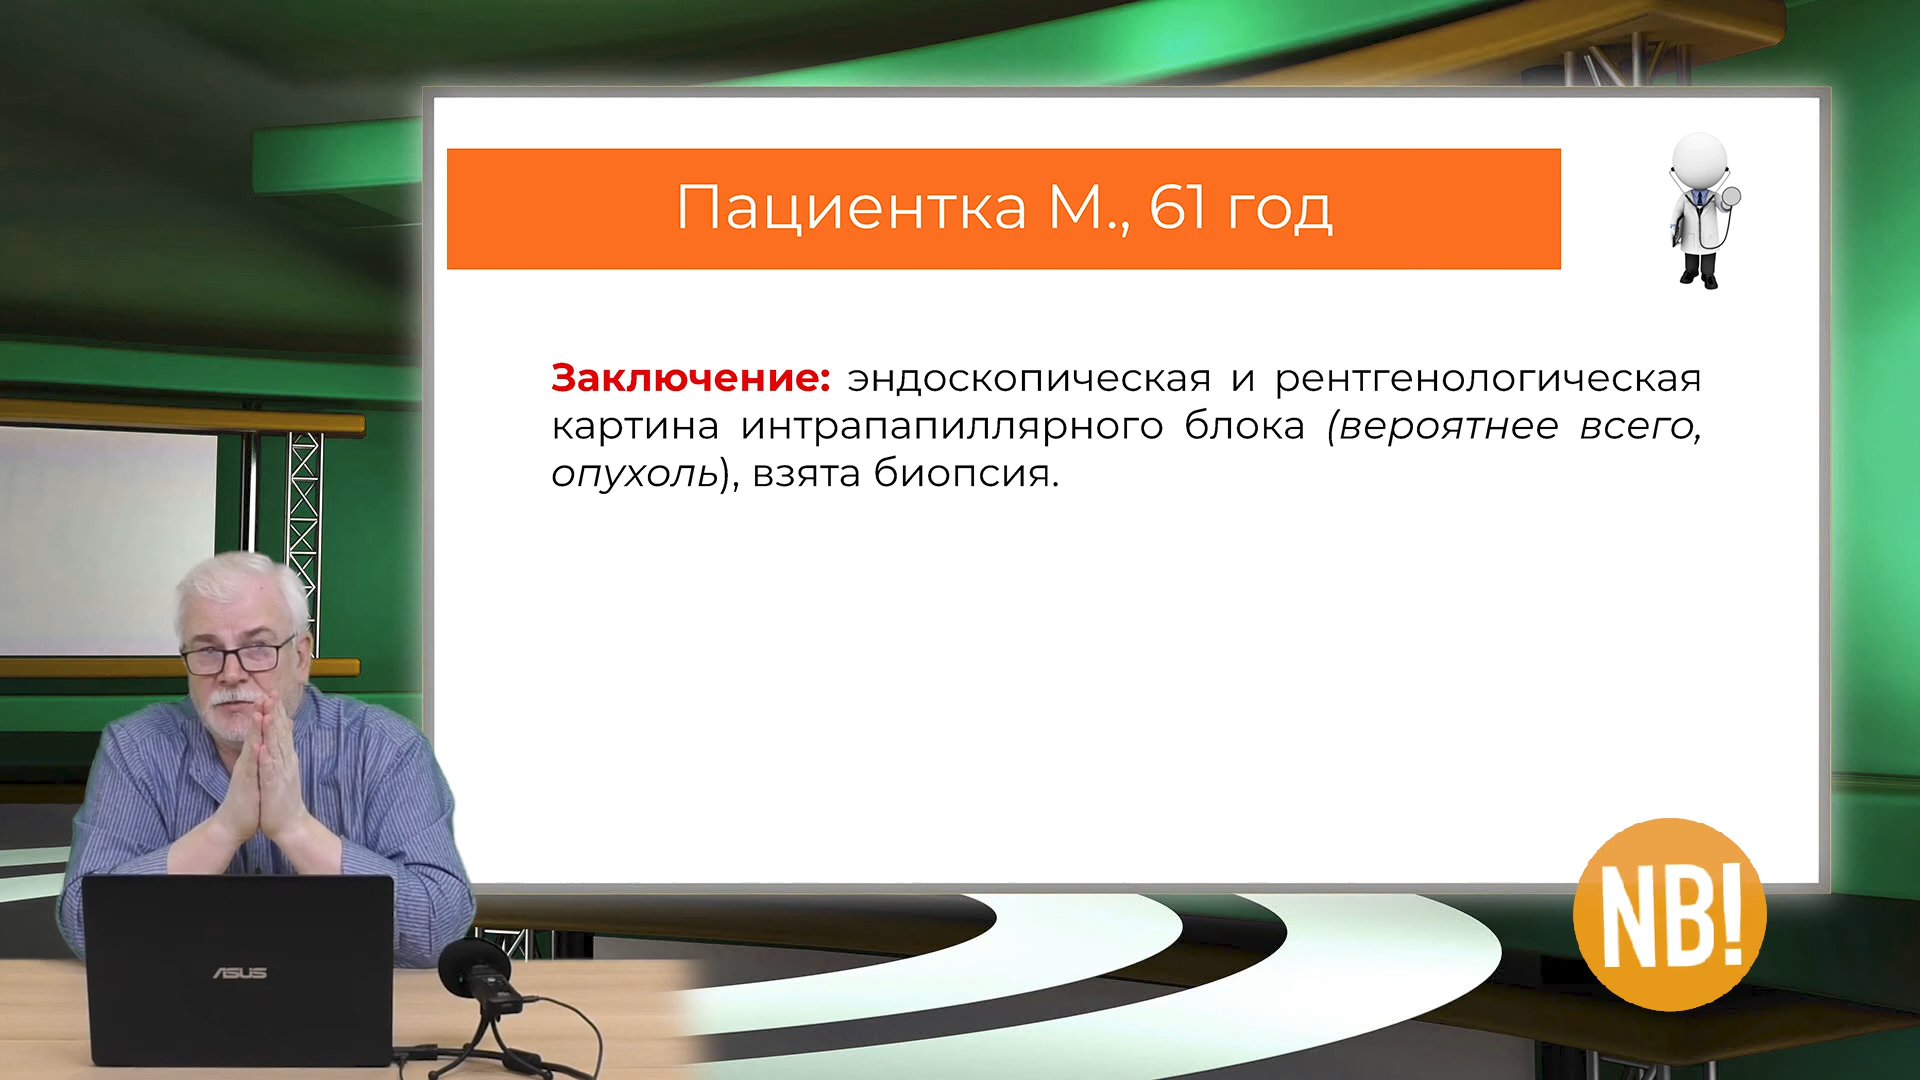 Пациентка М., 61 год
Заключение: эндоскопическая и рентгенологическая
картина интрапапиллярного блока (вероятнее всего,
опухоль), взята биопсия.
NB!
ASUS